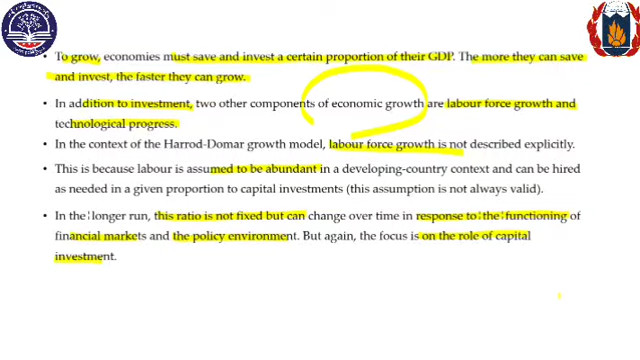 • To grow, economies must save and invest a certain proportion of their GDP. The more they can save
and invest, the faster they can grow.
• In addition to investment, two other components of economic growth are labour force growth and
technological progress.
• In the context of the Harrod-Domar growth model, labour force growth is not described explicitly.
• This is because labour is assumed to be abundant in a developing-country context and can be hired
as needed in a given proportion to capital investments (this assumption is not always valid).
• In the longer run, this ratio is not fixed but can change over time in response to the functioning of
financial markets and the policy environment. But again, the focus is on the role of capital
investment.